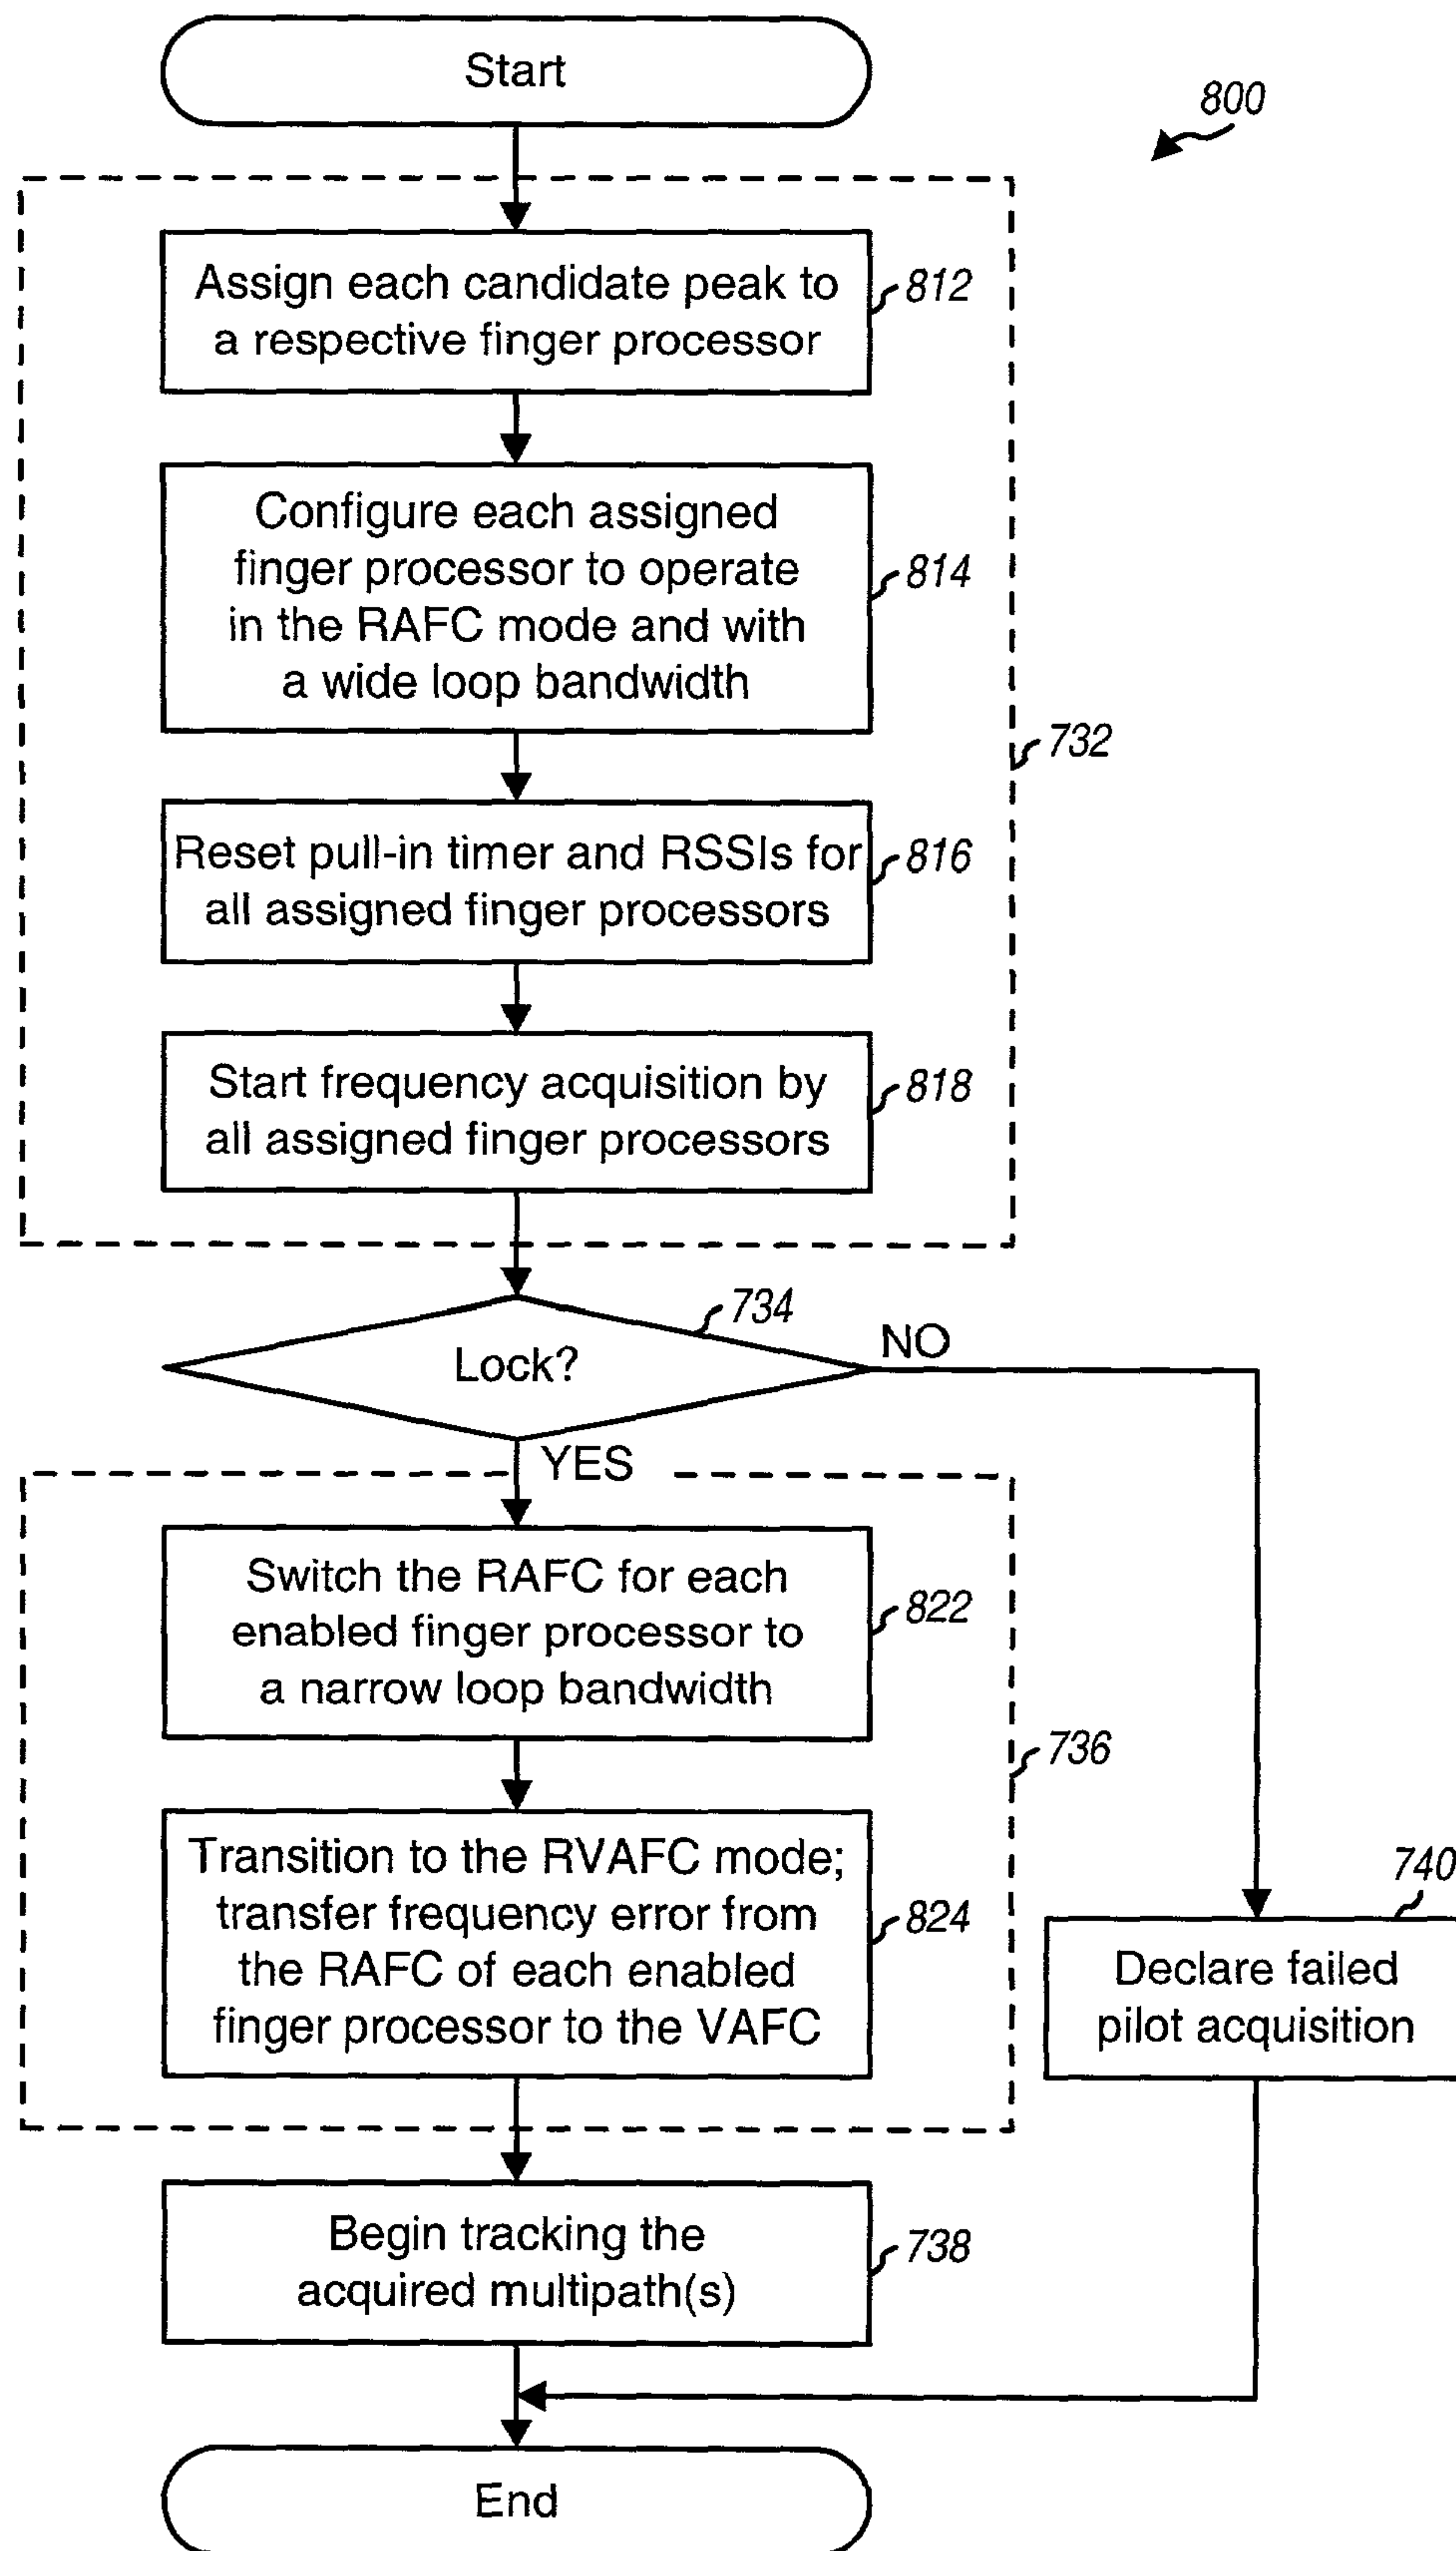 Start
800
Assign each candidate peak to
a respective finger processor
812
Configure each assigned
finger processor to operate
in the RAFC mode and with
a wide loop bandwidth
814
732
Reset pull-in timer and RSSIs for
all assigned finger processors
816
Start frequency acquisition by
all assigned finger processors
818
734
Lock?
NO
YES
Switch the RAFC for each
enabled finger processor to
a narrow loop bandwidth
822
736
Transition to the RVAFC mode;
transfer frequency error from
the RAFC of each enabled
finger processor to the VAFC
824
740
Declare failed
pilot acquisition
Begin tracking the
acquired multipath(s)
738
End